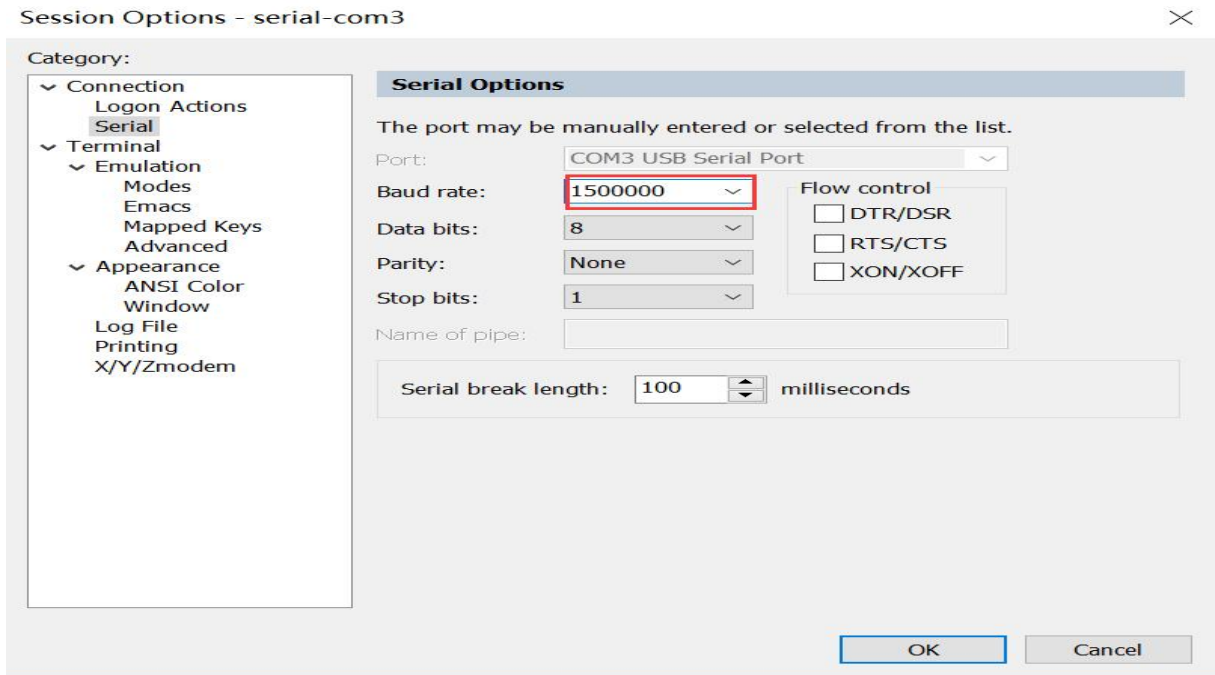 Session Options - serial-com3
Category:
Connection
Logon Actions
Serial
Terminal
Emulation
Modes
Emacs
Mapped Keys
Advanced
Appearance
ANSI Color
Window
Log File
Printing
X/Y/Zmodem
Serial Options
The port may be manually entered or selected from the list.
Port: COM3 USB Serial Port
Baud rate: 1500000
Data bits: 8
Parity: None
Stop bits: 1
Flow control
DTR/DSR
RTS/CTS
XON/XOFF
Name of pipe:
Serial break length: 100 milliseconds
OK Cancel